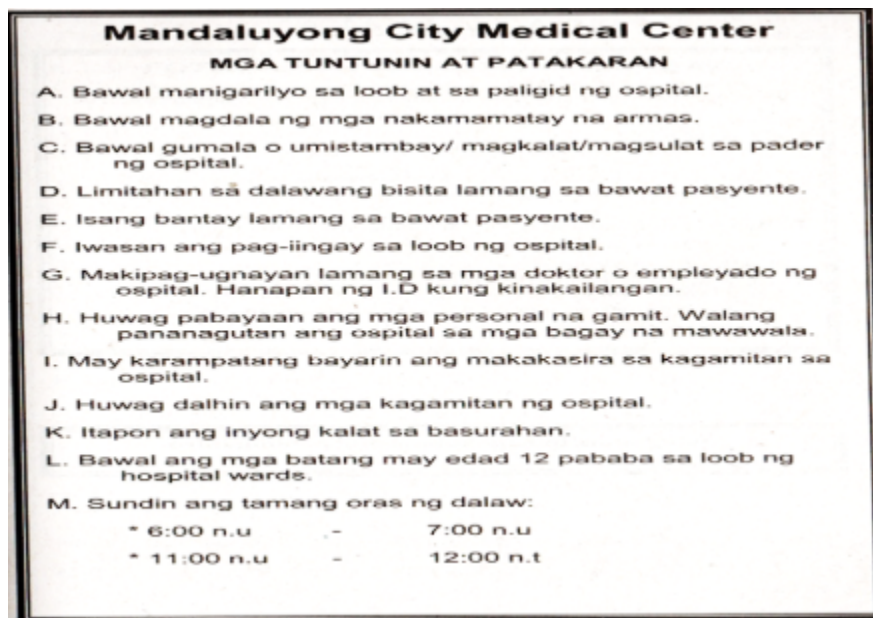 Mandaluyong City Medical Center
MGA TUNTUNIN AT PATAKARAN
A. Bawal manigarilyo sa loob at sa paligid ng ospital.
B. Bawal magdala ng mga nakamamatay na armas.
C. Bawal gumala o umistambay/ magkalat/magsulat sa pader
ng ospital.
D. Limitahan sa dalawang bisita lamang sa bawat pasyente.
E. Isang bantay lamang sa bawat pasyente.
F. Iwasan ang pag-iingay sa loob ng ospital.
G. Makipag-ugnayan lamang sa mga doktor o empleyado ng
ospital. Hanapan ng I.D kung kinakailangan.
H. Huwag pabayaan ang mga personal na gamit. Walang
pananagutan ang ospital sa mga bagay na mawawala.
I. May karampatang bayarin ang makakasira sa kagamitan sa
ospital.
J. Huwag dalhin ang mga kagamitan ng ospital.
K. Itapon ang inyong kalat sa basurahan.
L. Bawal ang mga batang may edad 12 pababa sa loob ng
hospital wards.
M. Sundin ang tamang oras ng dalaw:
* 6:00 n.u - 7:00 n.u
* 11:00 n.u - 12:00 n.t